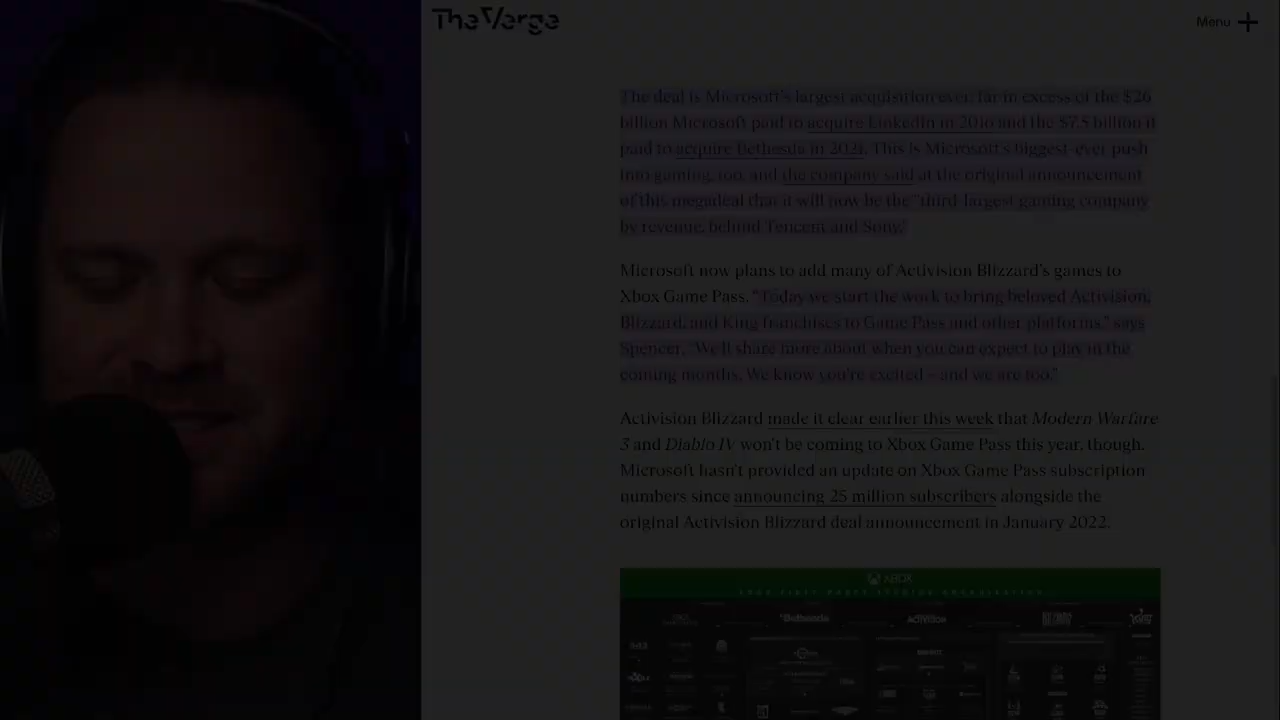 The Verge
Menu
The deal is Microsoft's largest acquisition ever, far in excess of the $26
billion Microsoft paid to acquire LinkedIn in 2016 and the $7.5 billion it
paid to acquire Bethesda in 2021. This is Microsoft's biggest-ever push
into gaming, too, and the company said at the original announcement
of this megadeal that it will now be the "third-largest gaming company
by revenue, behind Tencent and Sony."
Microsoft now plans to add many of Activision Blizzard's games to
Xbox Game Pass. "Today we start the work to bring beloved Activision,
Blizzard, and King franchises to Game Pass and other platforms," says
Spencer. "We'll share more about when you can expect to play in the
coming months. We know you're excited – and we are too."
Activision Blizzard made it clear earlier this week that Modern Warfare
3 and Diablo IV won't be coming to Xbox Game Pass this year, though.
Microsoft hasn't provided an update on Xbox Game Pass subscription
numbers since announcing 25 million subscribers alongside the
original Activision Blizzard deal announcement in January 2022.
XBOX
Bethesda
ACTIVISION